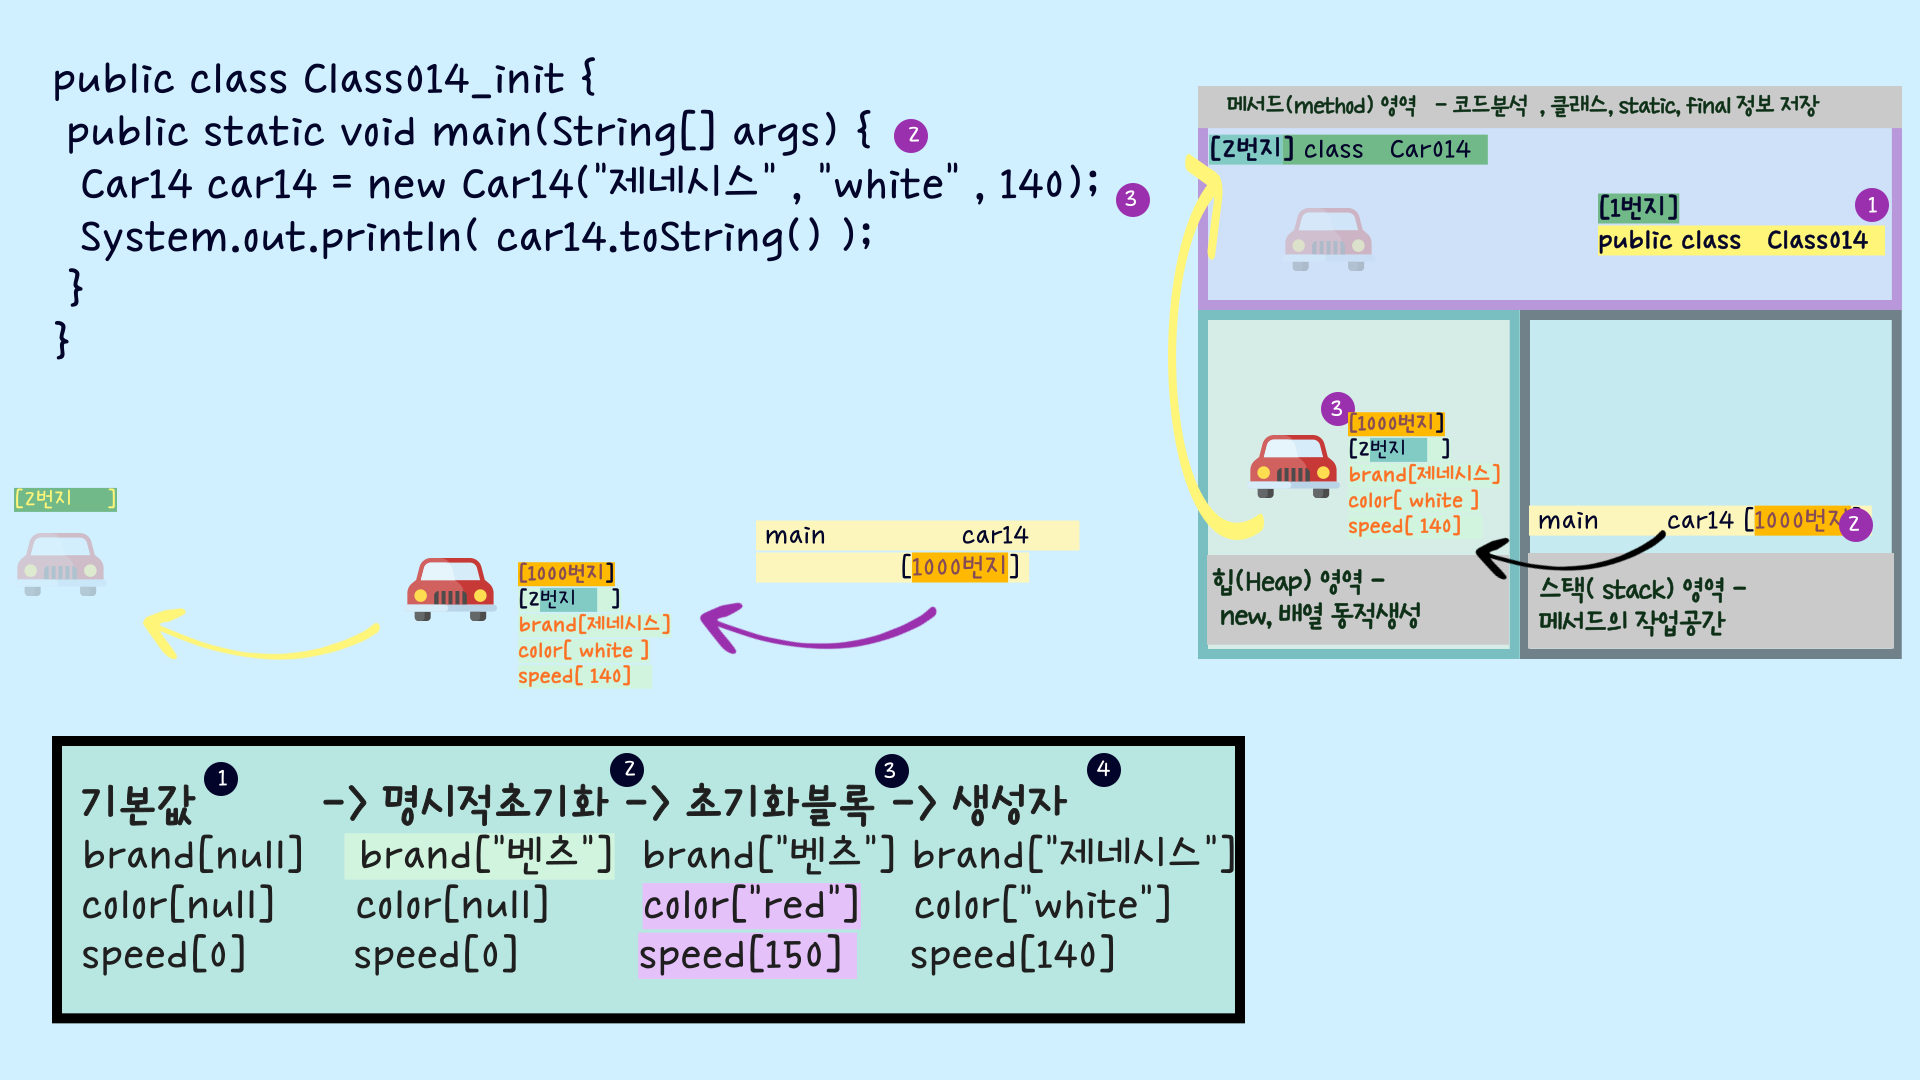 public class Class014_init {
public static void main(String[] args) { 2
Car14 car14 = new Car14("제네시스" , "white" , 140); 3
System.out.println( car14.toString() );
}
}
메서드(method) 영역 - 코드분석 , 클래스, static, final 정보 저장
[2번지] class Car014
[1번지] 1
public class Class014
3
[1000번지]
[2번지 ]
brand[제네시스]
color[ white ]
speed[ 140]
힙(Heap) 영역 -
new, 배열 동적생성
main car14 [1000번지] 2
스택( stack) 영역 -
메서드의 작업공간
[2번지 ]
[1000번지]
[2번지 ]
brand[제네시스]
color[ white ]
speed[ 140]
main car14
[1000번지]
기본값 1 -> 명시적초기화 2 -> 초기화블록 3 -> 생성자 4
brand[null] brand["벤츠"] brand["벤츠"] brand["제네시스"]
color[null] color[null] color["red"] color["white"]
speed[0] speed[0] speed[150] speed[140]